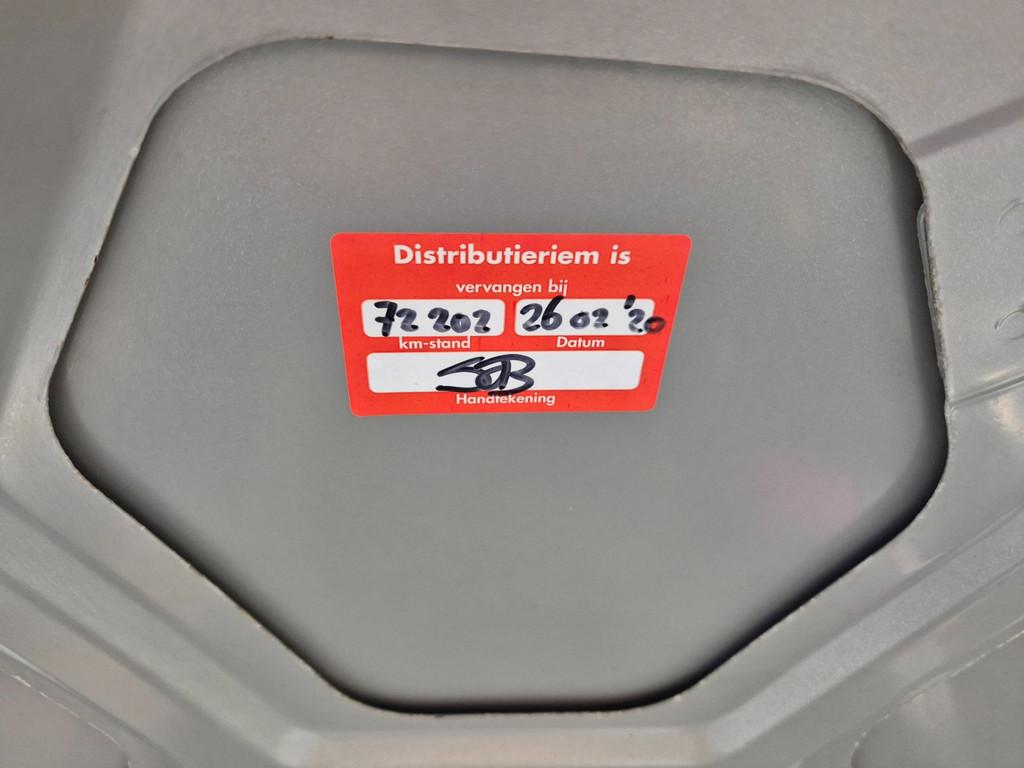 Distributieriem is
vervangen bij
72 202 26 02 '20
km-stand Datum
Handtekening